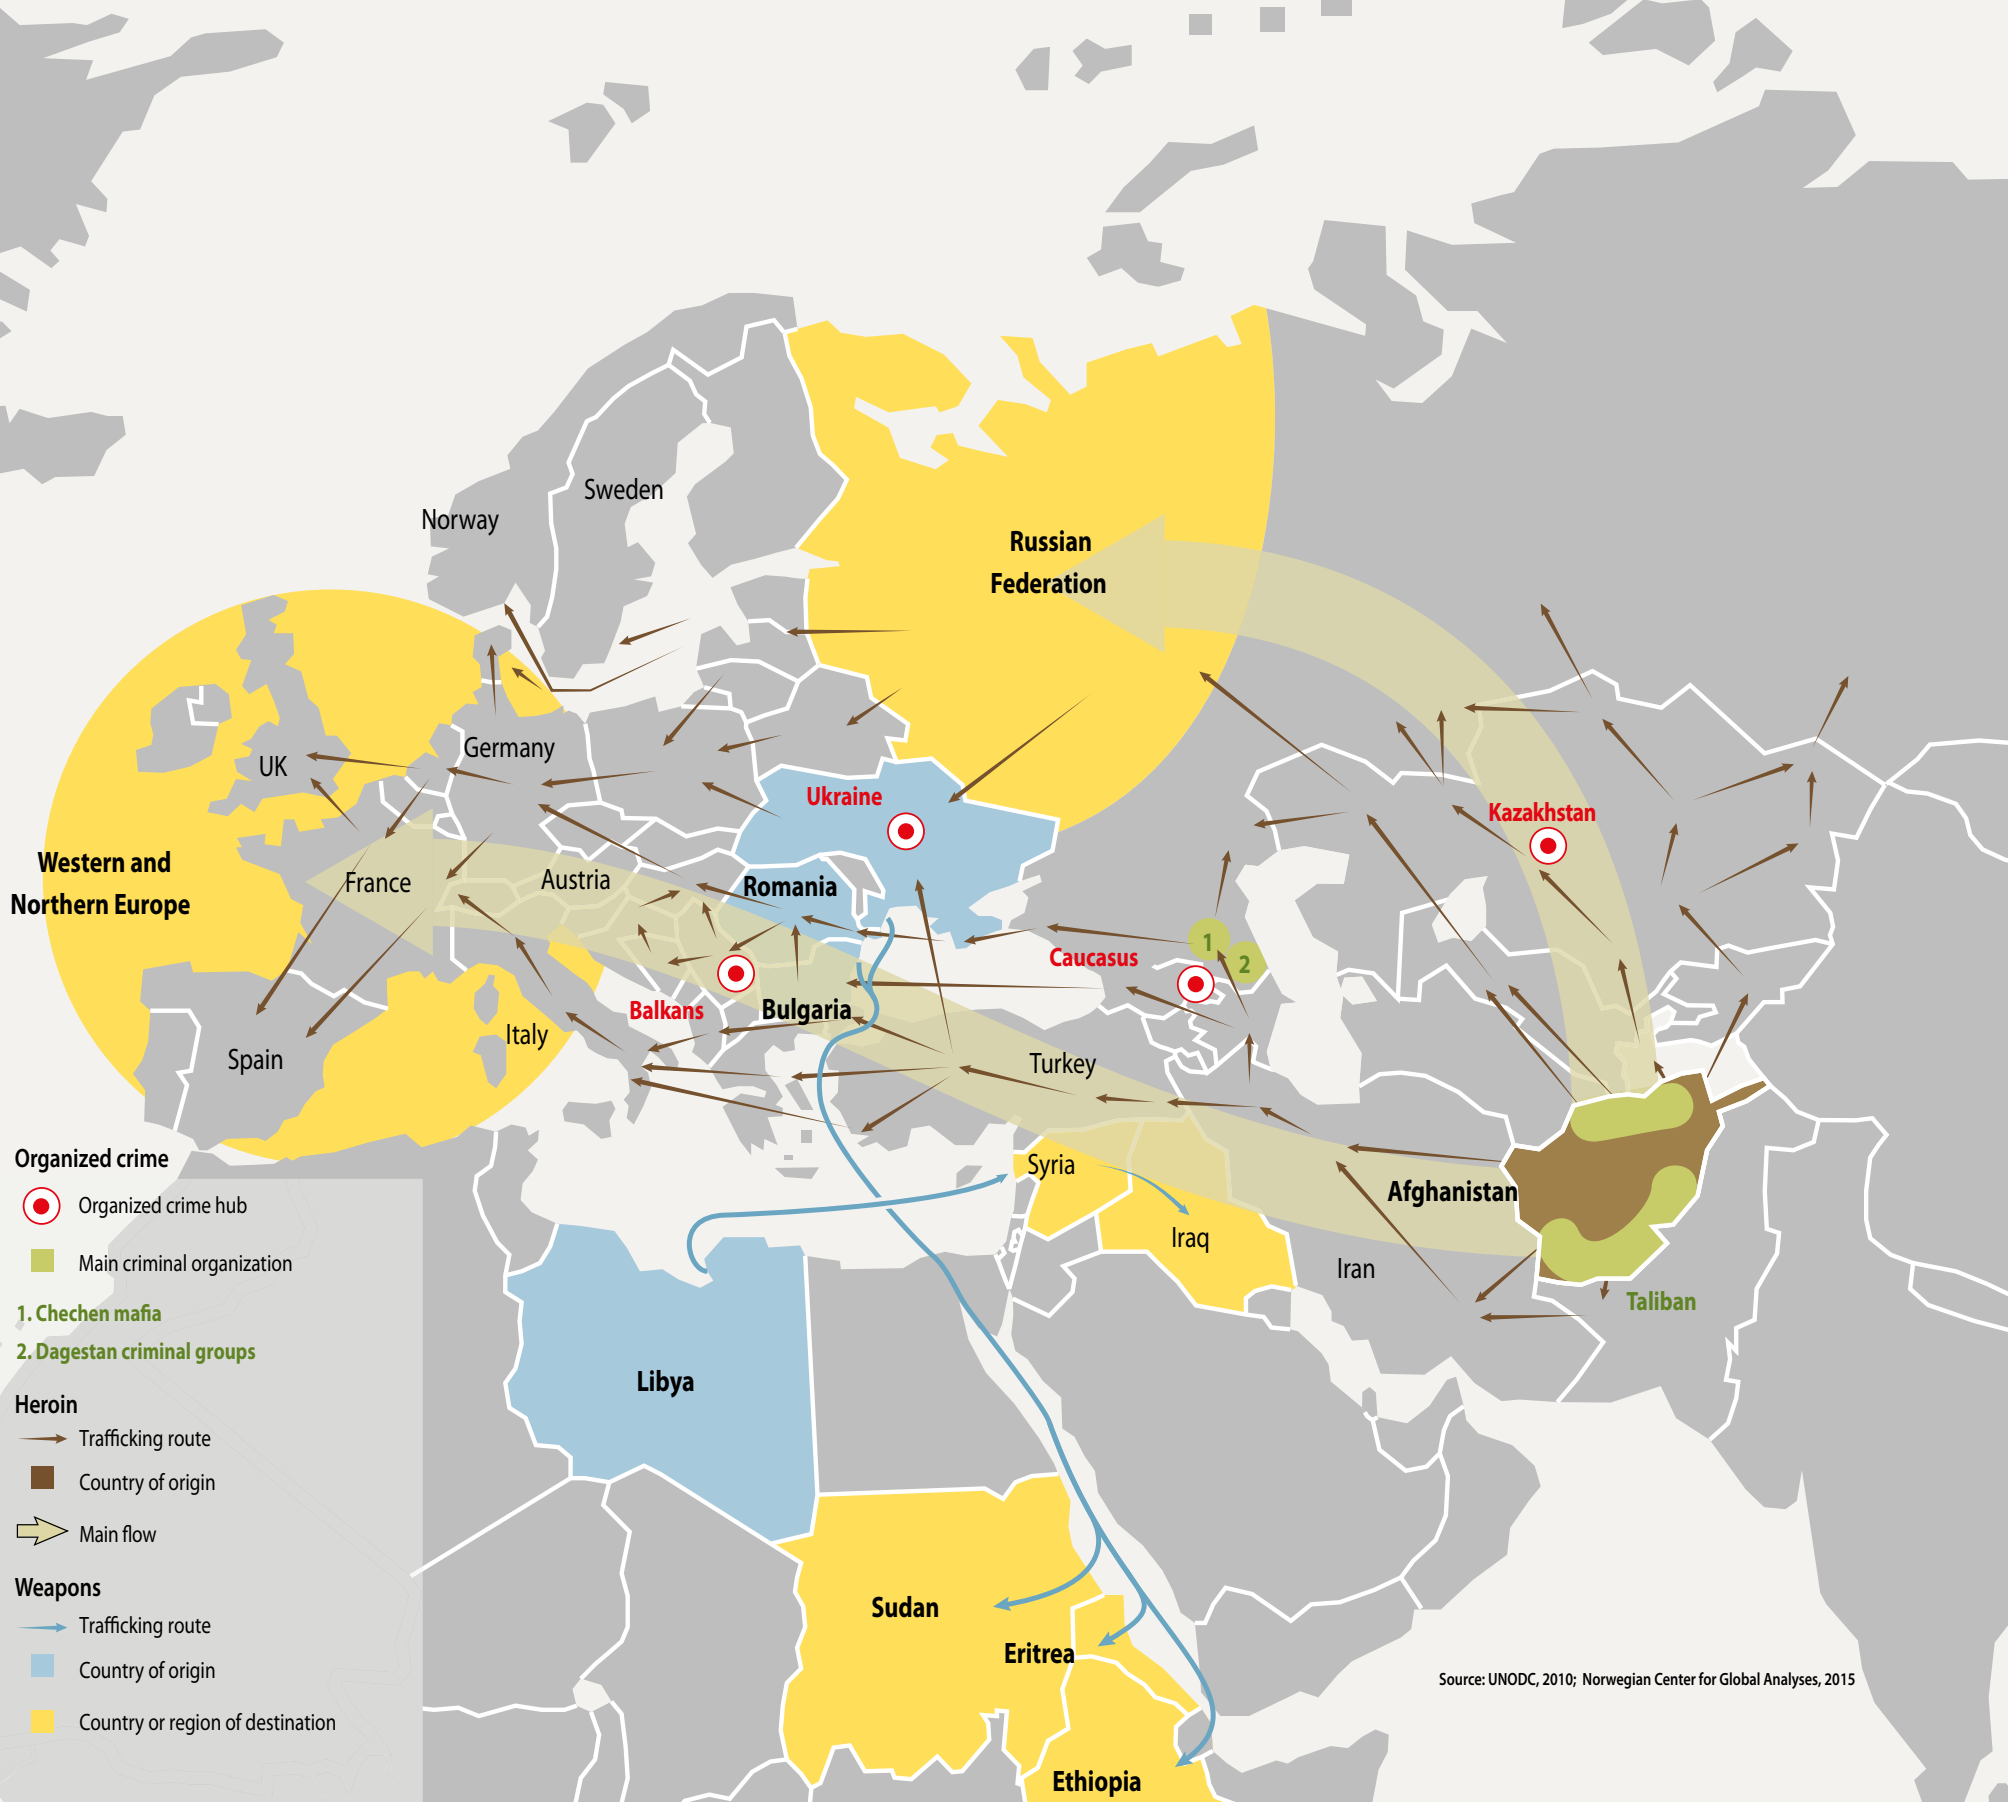 Sweden
Norway
Russian
Federation
Germany
UK
Ukraine
Kazakhstan
Western and
Northern Europe
France
Austria
Romania
1
2
Caucasus
Balkans
Bulgaria
Italy
Spain
Turkey
Syria
Afghanistan
Iraq
Iran
Taliban
Libya
Sudan
Eritrea
Ethiopia
Organized crime
Organized crime hub
Main criminal organization
1. Chechen mafia
2. Dagestan criminal groups
Heroin
Trafficking route
Country of origin
Main flow
Weapons
Trafficking route
Country of origin
Country or region of destination
Source: UNODC, 2010; Norwegian Center for Global Analyses, 2015